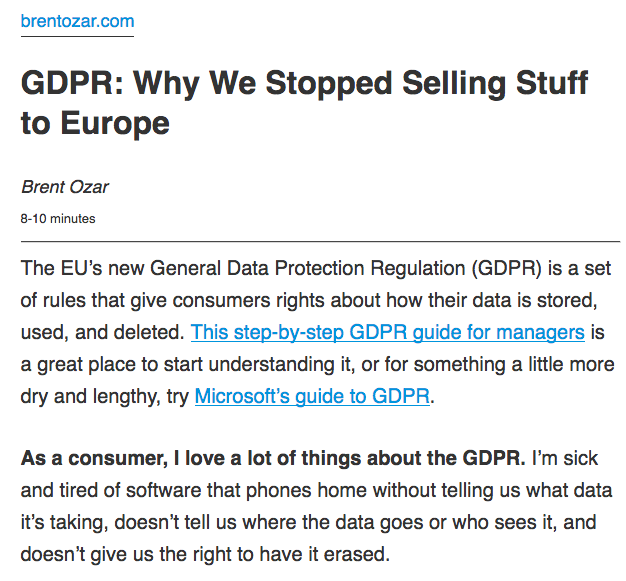 brentozar.com
GDPR: Why We Stopped Selling Stuff
to Europe
Brent Ozar
8-10 minutes
The EU’s new General Data Protection Regulation (GDPR) is a set
of rules that give consumers rights about how their data is stored,
used, and deleted. This step-by-step GDPR guide for managers is
a great place to start understanding it, or for something a little more
dry and lengthy, try Microsoft’s guide to GDPR.
As a consumer, I love a lot of things about the GDPR. I’m sick
and tired of software that phones home without telling us what data
it’s taking, doesn’t tell us where the data goes or who sees it, and
doesn’t give us the right to have it erased.